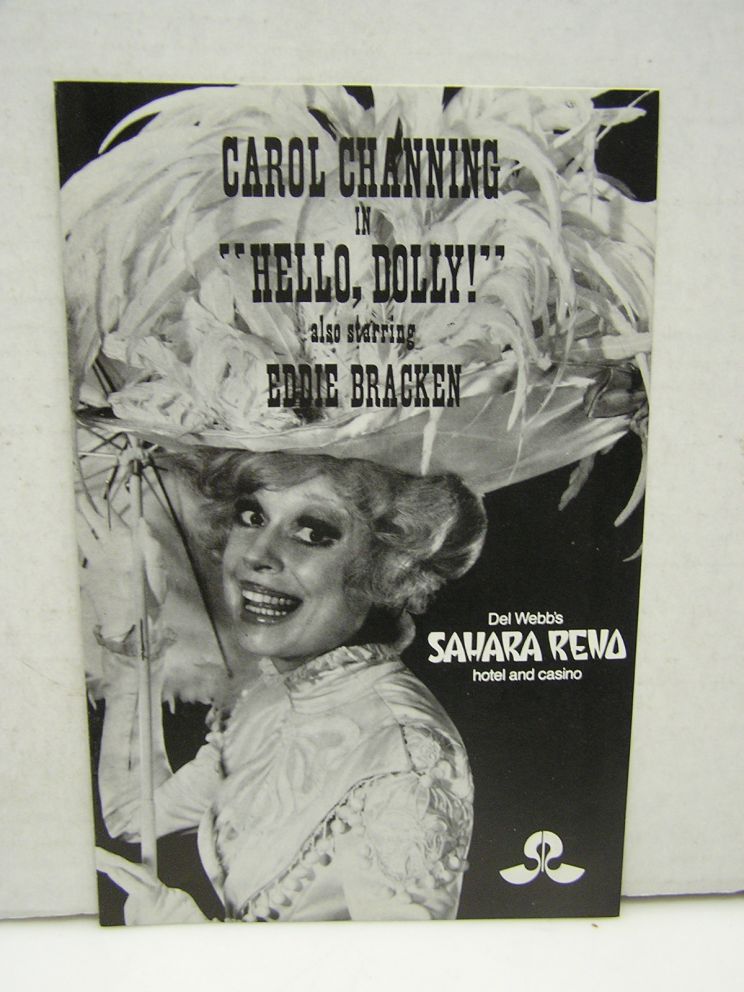 CAROL CHANNING
IN
"HELLO, DOLLY!"
also starring
EDDIE BRACKEN
Del Webb's
SAHARA RENO
hotel and casino